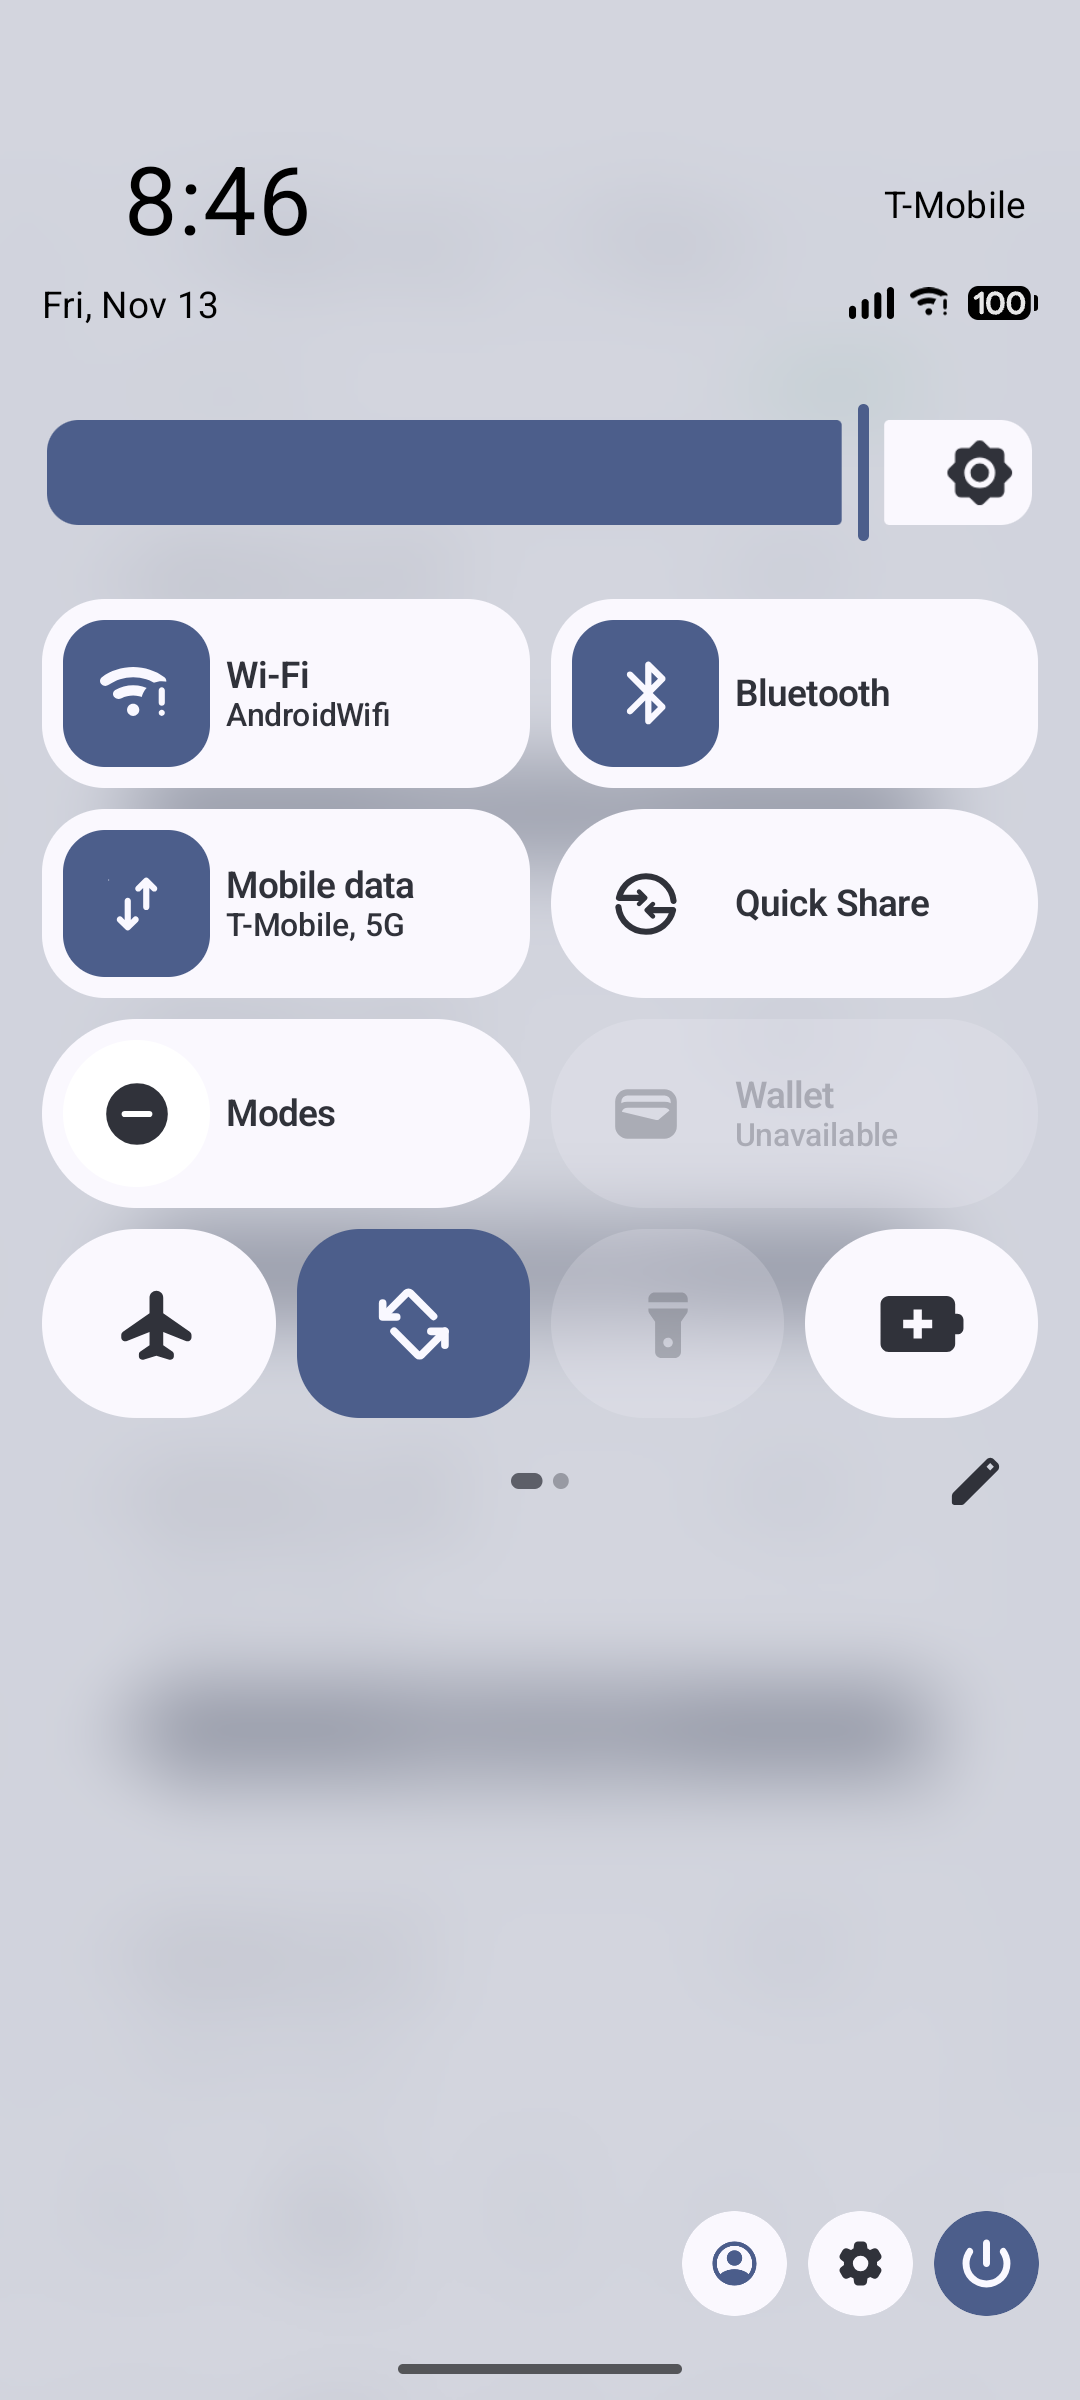 8:46
T-Mobile
Fri, Nov 13
100
Wi-Fi
AndroidWifi
Bluetooth
Mobile data
T-Mobile, 5G
Quick Share
Modes
Wallet
Unavailable